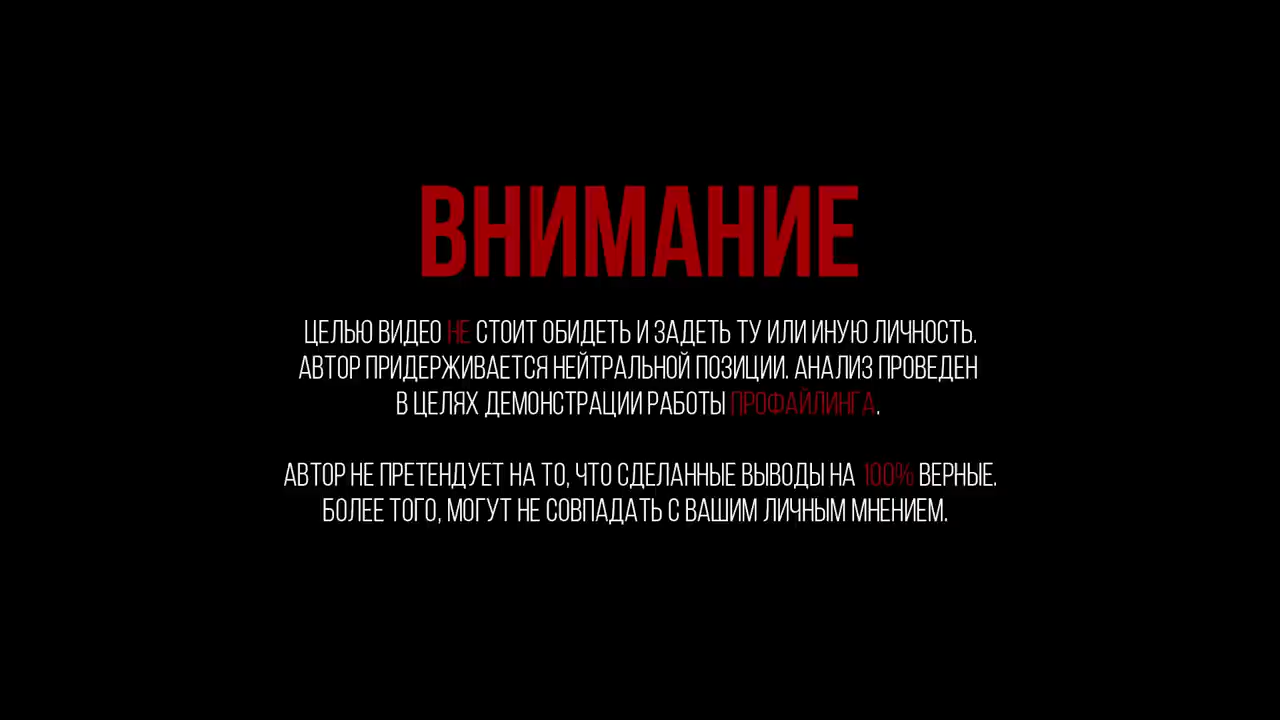 ВНИМАНИЕ
ЦЕЛЬЮ ВИДЕО НЕ СТОИТ ОБИДЕТЬ И ЗАДЕТЬ ТУ ИЛИ ИНУЮ ЛИЧНОСТЬ.
АВТОР ПРИДЕРЖИВАЕТСЯ НЕЙТРАЛЬНОЙ ПОЗИЦИИ. АНАЛИЗ ПРОВЕДЕН
В ЦЕЛЯХ ДЕМОНСТРАЦИИ РАБОТЫ ПРОФАЙЛИНГА.
АВТОР НЕ ПРЕТЕНДУЕТ НА ТО, ЧТО СДЕЛАННЫЕ ВЫВОДЫ НА 100% ВЕРНЫЕ.
БОЛЕЕ ТОГО, МОГУТ НЕ СОВПАДАТЬ С ВАШИМ ЛИЧНЫМ МНЕНИЕМ.